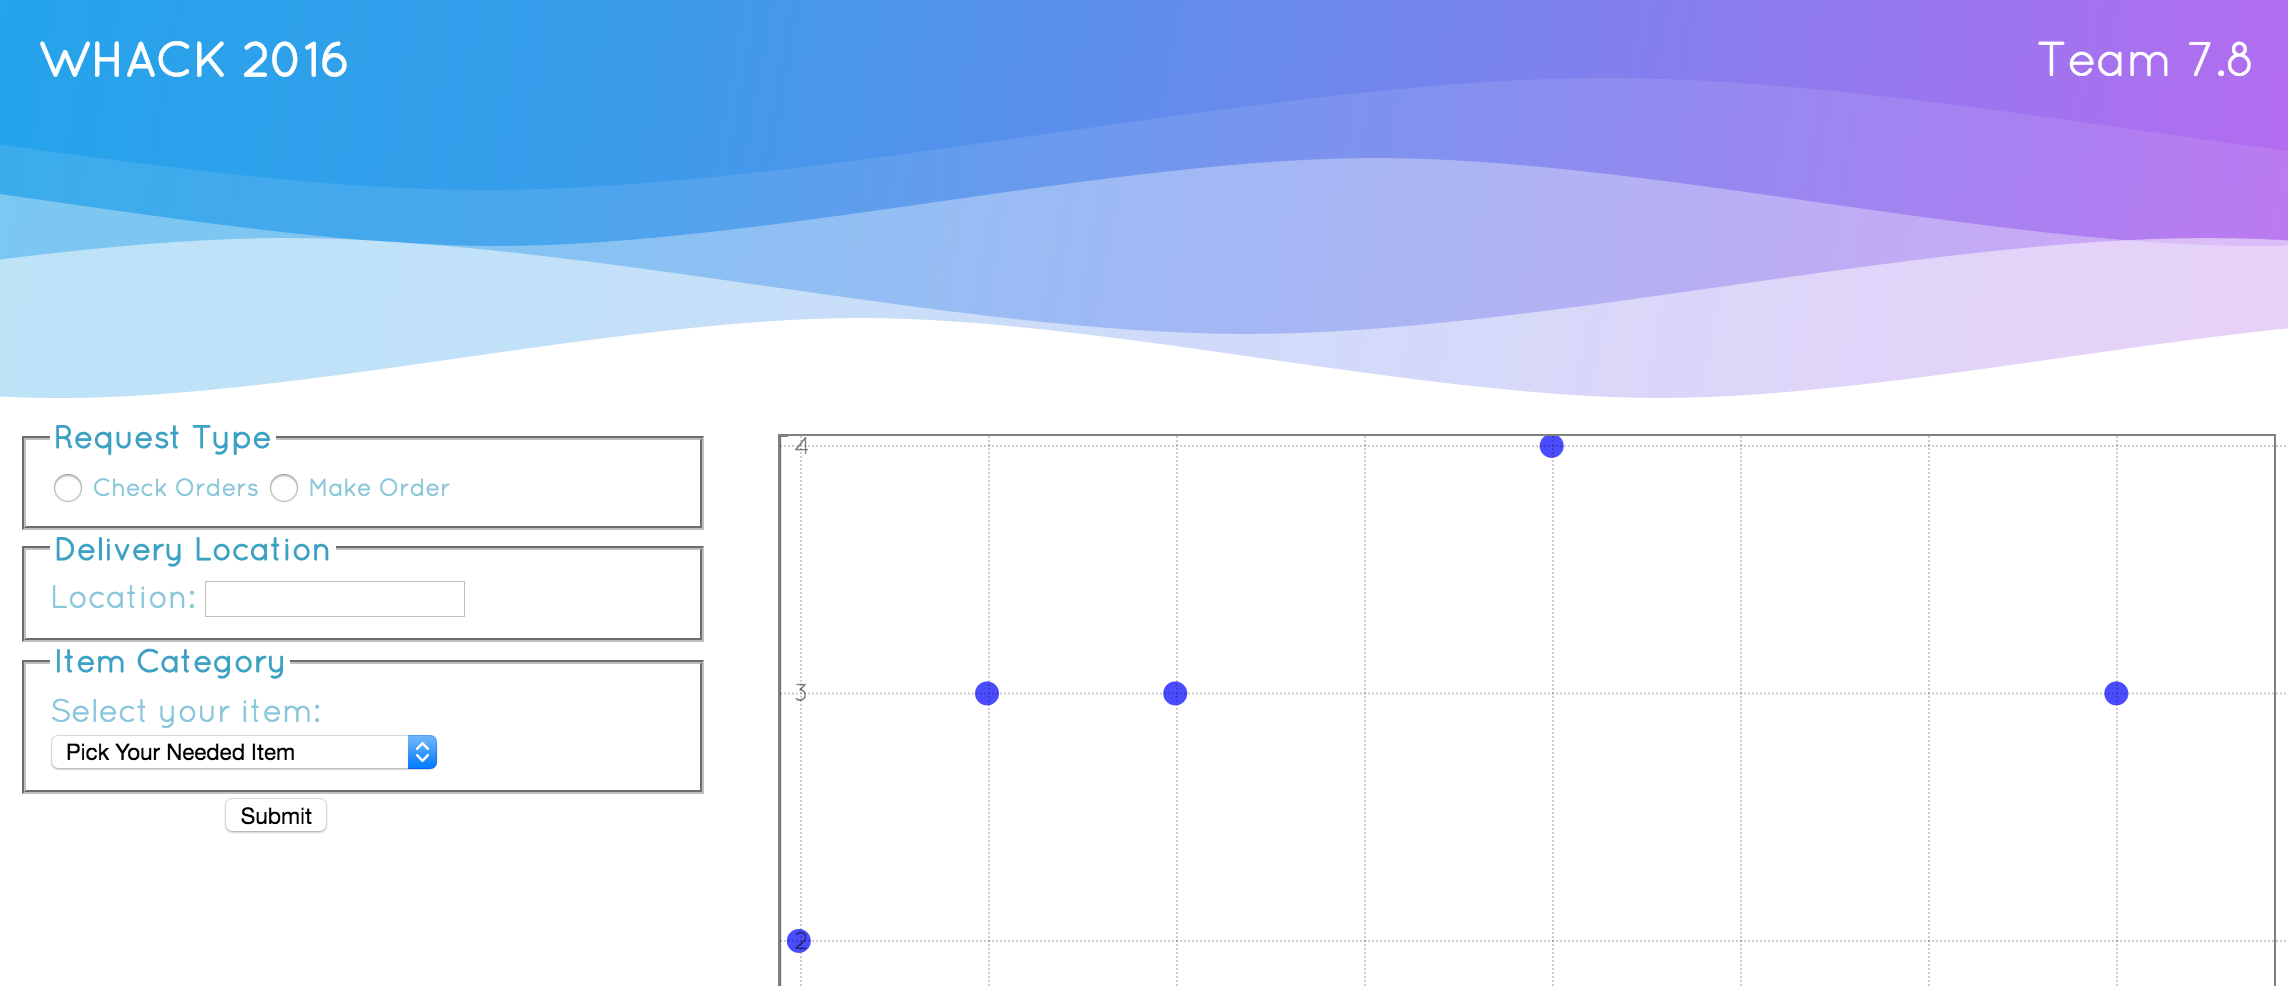 WHACK 2016
Team 7.8
Request Type
Check Orders Make Order
Delivery Location
Location:
Item Category
Select your item:
Pick Your Needed Item
Submit
4
3
2